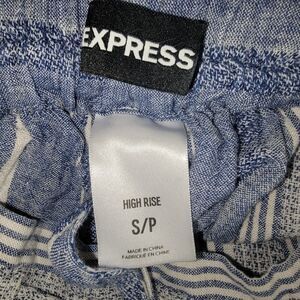 EXPRESS
HIGH RISE
S/P
MADE IN CHINA
FABRIQUÉ EN CHINE